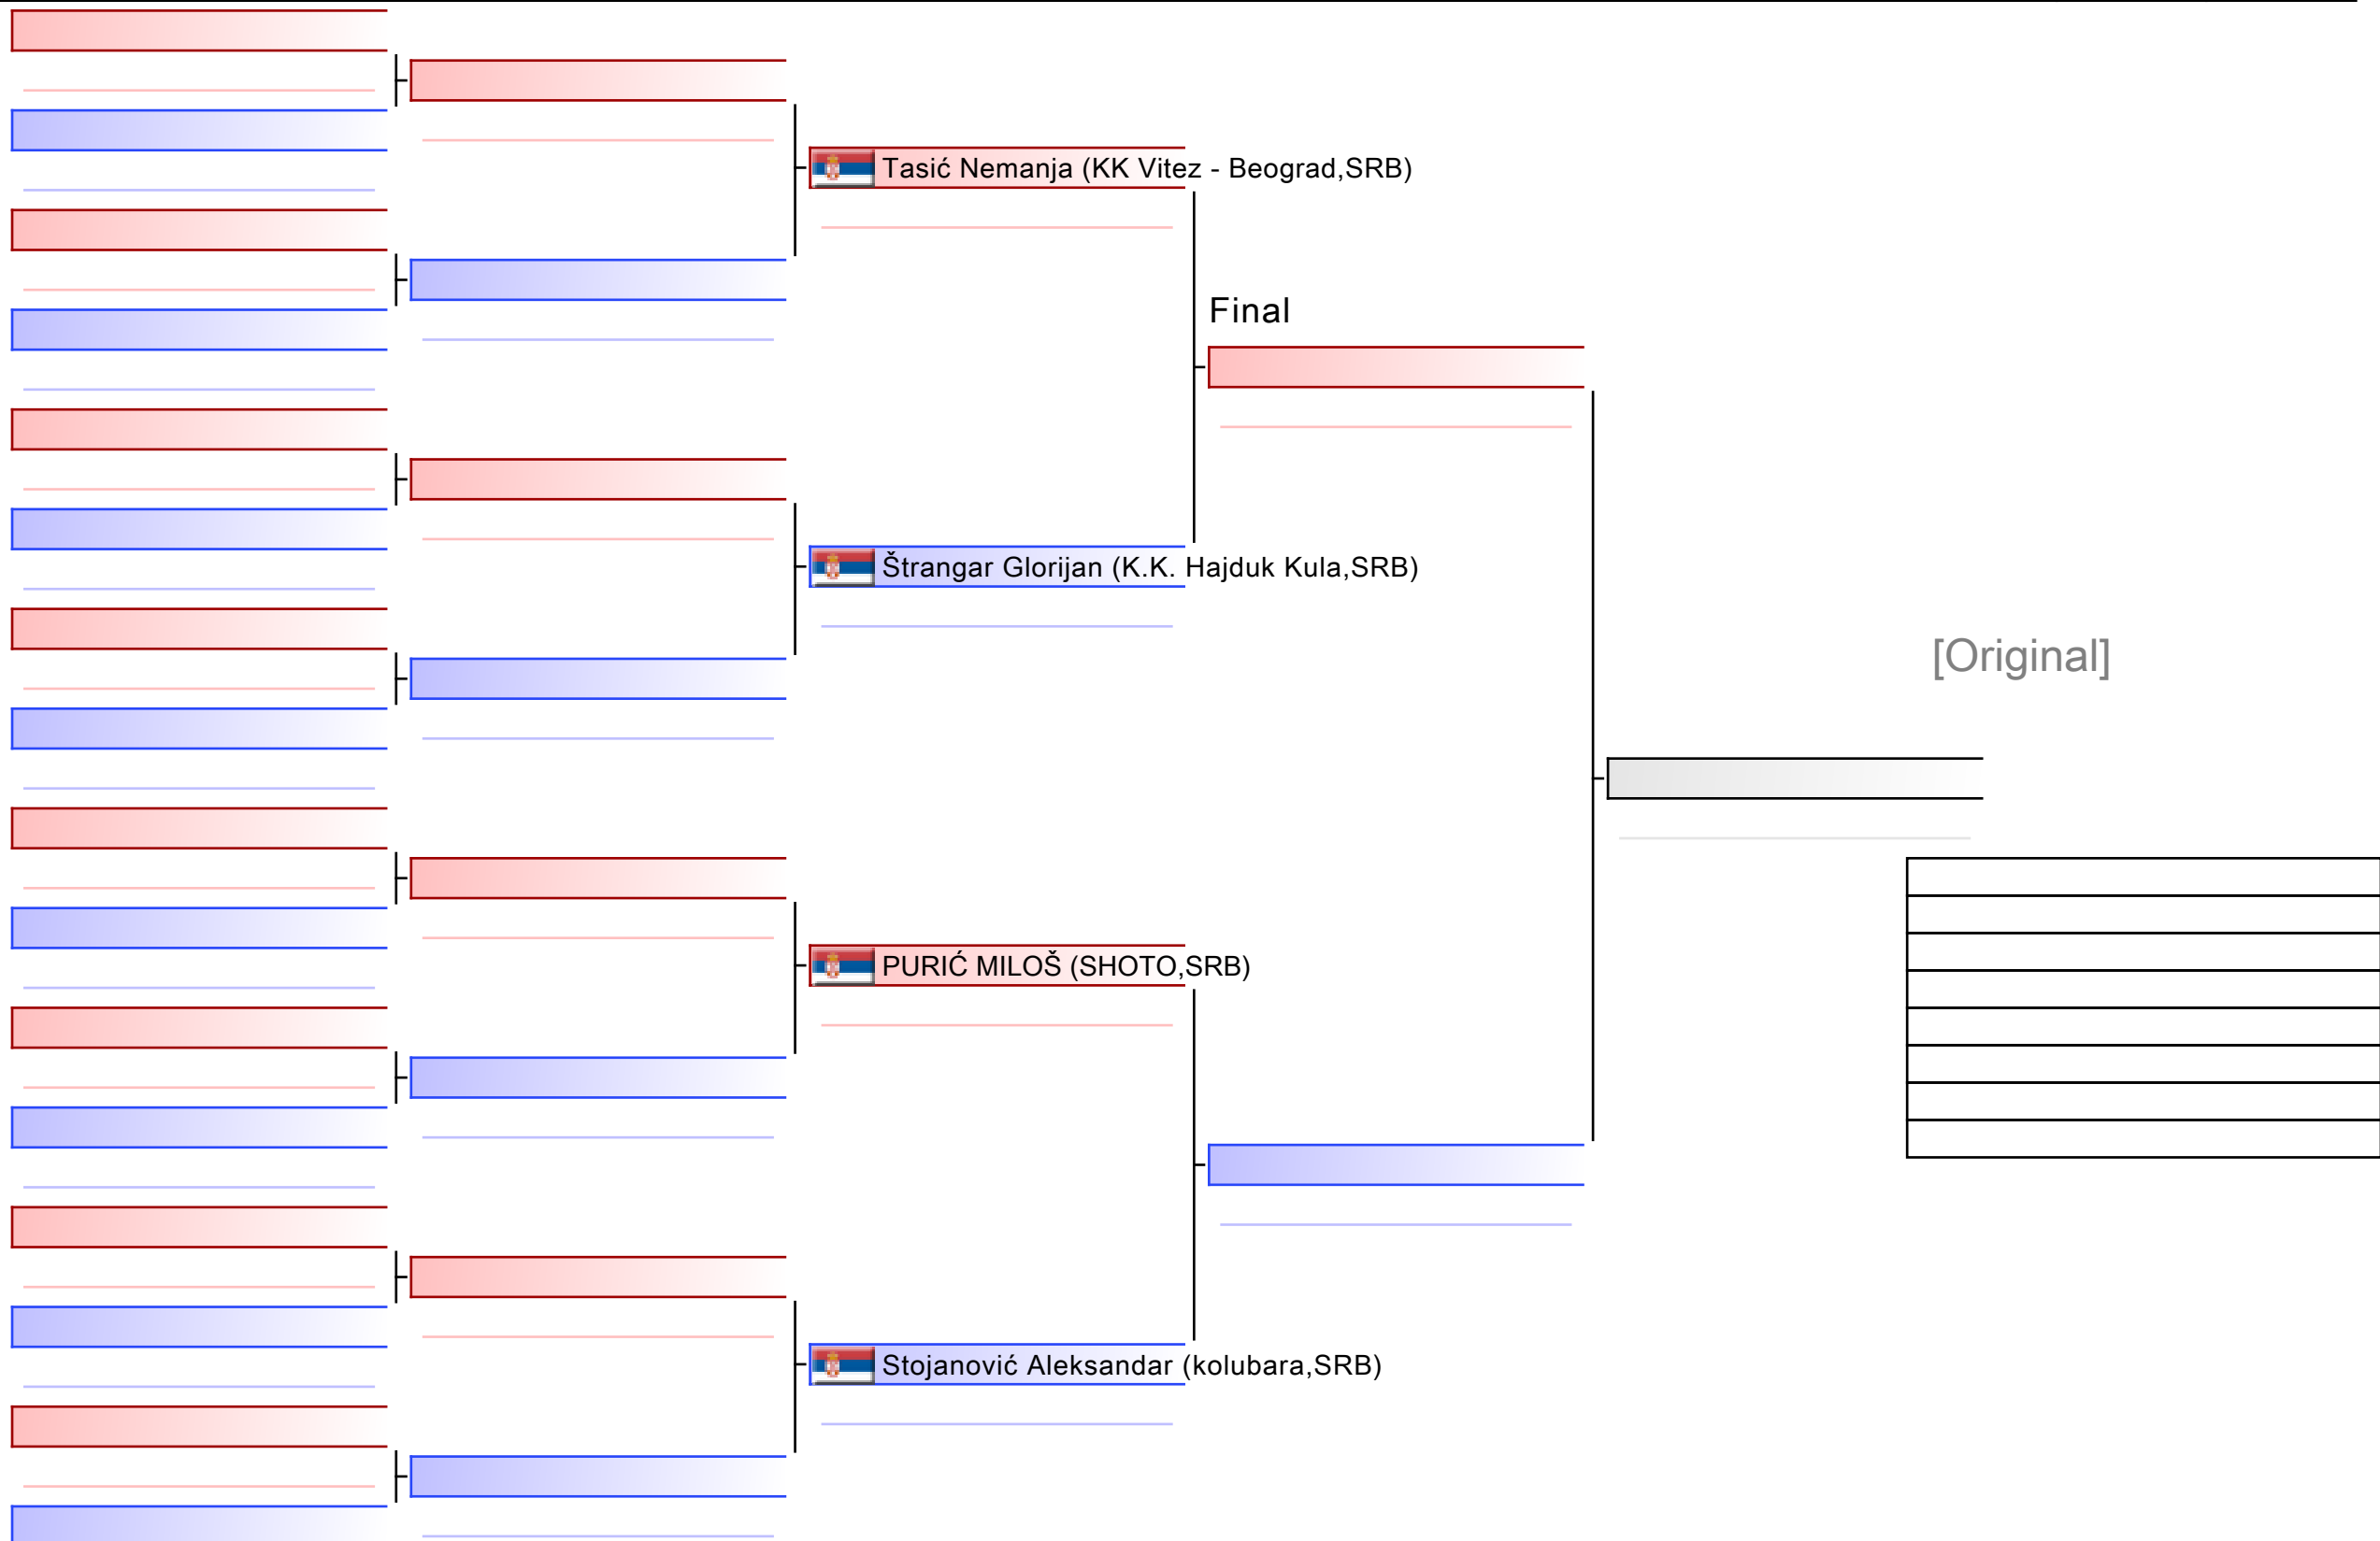 Tasić Nemanja (KK Vitez - Beograd,SRB)
Final
Štrangar Glorijan (K.K. Hajduk Kula,SRB)
[Original]
PURIĆ MILOŠ (SHOTO,SRB)
Stojanović Aleksandar (kolubara,SRB)